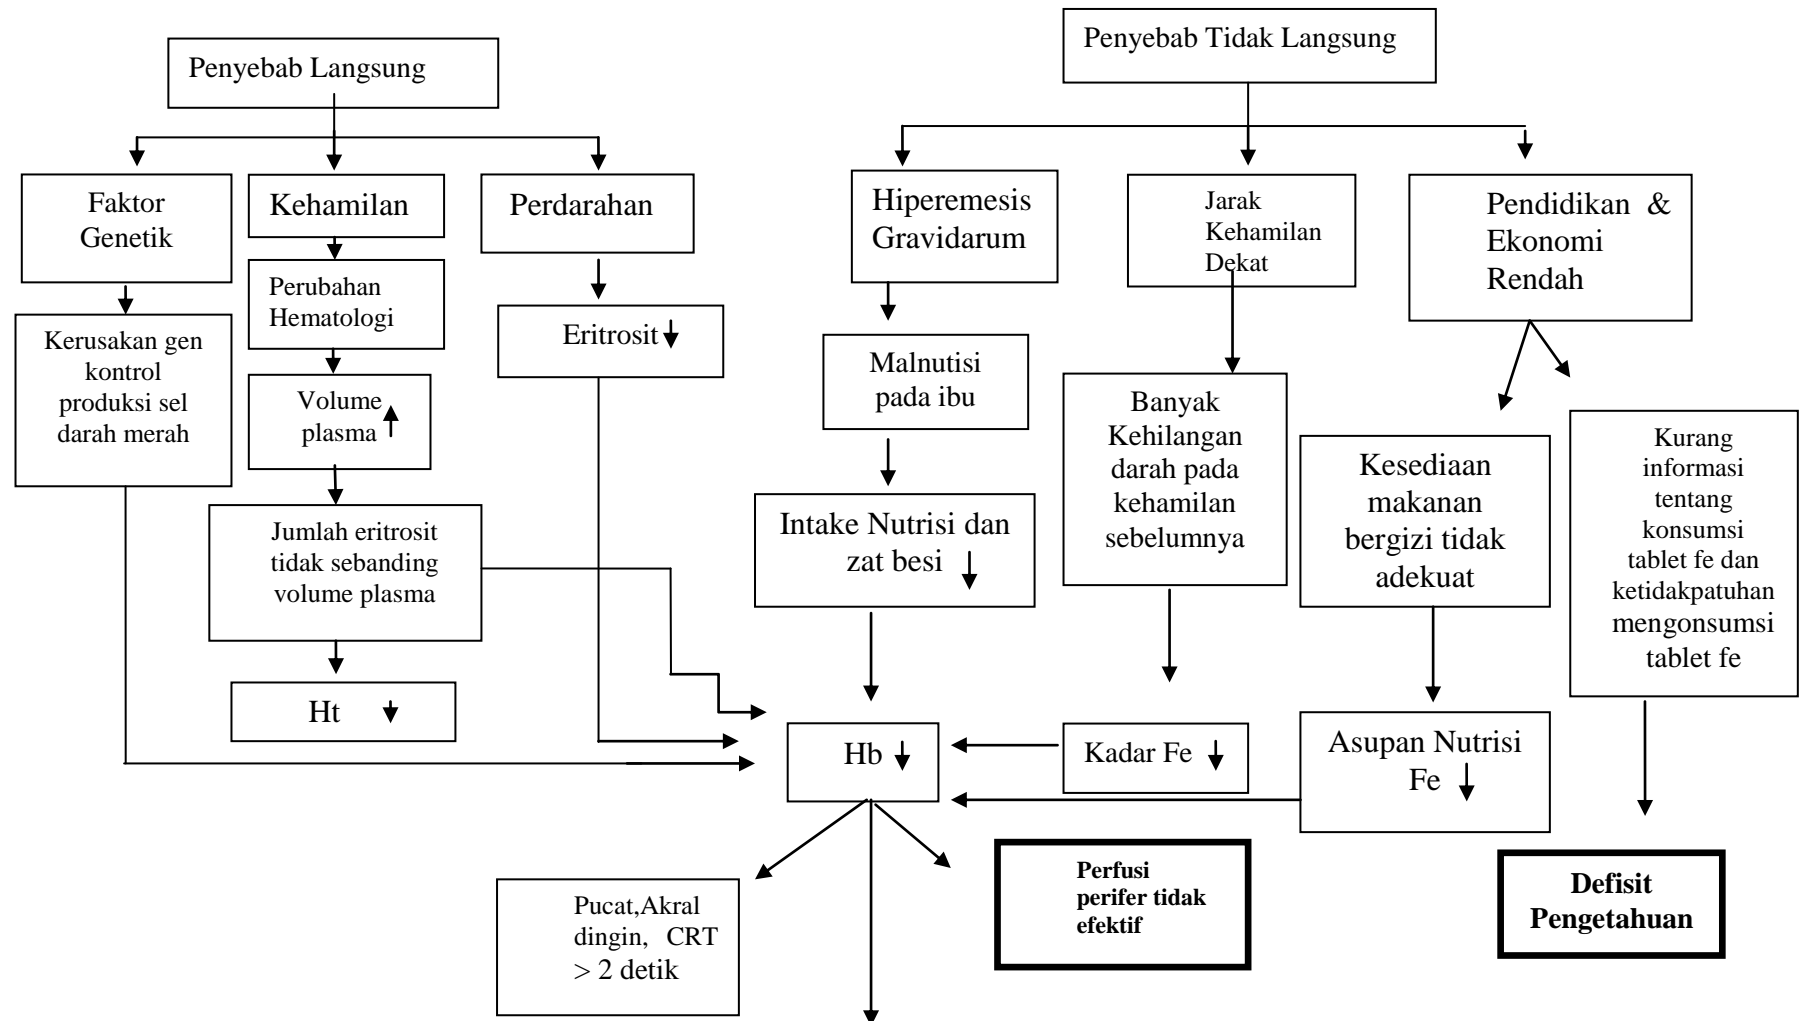 Penyebab Langsung
Penyebab Tidak Langsung
Faktor
Genetik
Kehamilan
Perdarahan
Hiperemesis
Gravidarum
Jarak
Kehamilan
Dekat
Pendidikan &
Ekonomi
Rendah
Kerusakan gen
kontrol
produksi sel
darah merah
Perubahan
Hematologi
Eritrosit
Malnutisi
pada ibu
Volume
plasma
Banyak
Kehilangan
darah pada
kehamilan
sebelumnya
Kesediaan
makanan
bergizi tidak
adekuat
Kurang
informasi
tentang
konsumsi
tablet fe dan
ketidakpatuhan
mengonsumsi
tablet fe
Jumlah eritrosit
tidak sebanding
volume plasma
Intake Nutrisi dan
zat besi
Ht
Hb
Kadar Fe
Asupan Nutrisi
Fe
Pucat,Akral
dingin, CRT
> 2 detik
Perfusi
perifer tidak
efektif
Defisit
Pengetahuan